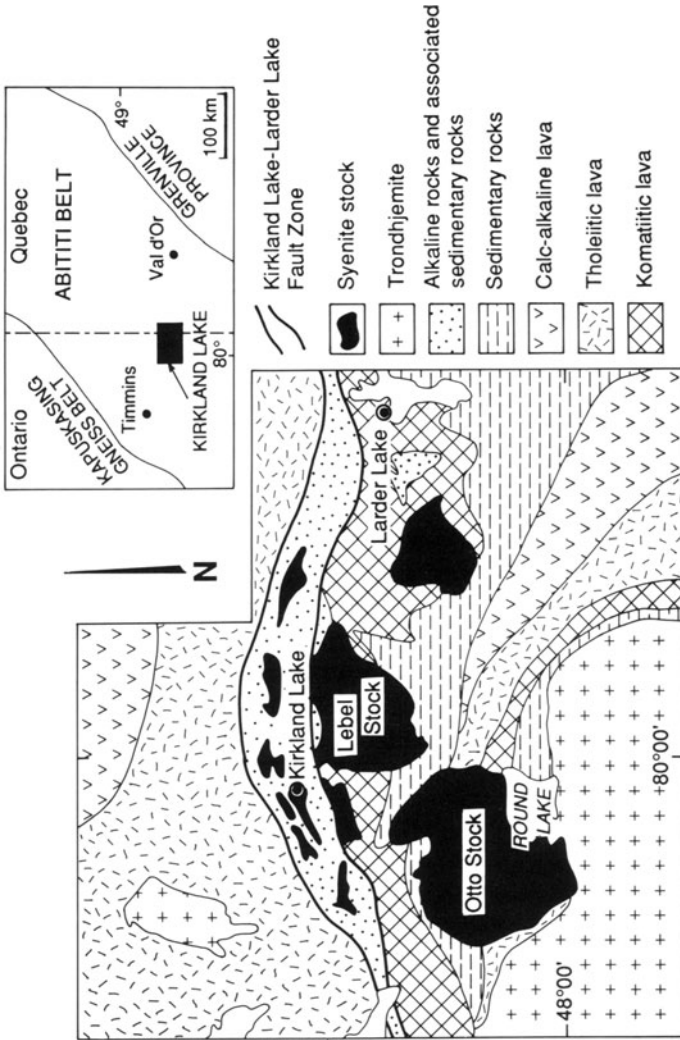 Ontario
Quebec
KAPUSKASING
GNEISS BELT
ABITITI BELT
49°
Timmins
Val d'Or
GRENVILLE
PROVINCE
KIRKLAND LAKE
80°
100 km
N
Kirkland Lake
Larder Lake
Lebel
Stock
Otto Stock
ROUND
LAKE
48°00'
80°00'
Kirkland Lake-Larder Lake
Fault Zone
Syenite stock
Trondhjemite
Alkaline rocks and associated
sedimentary rocks
Sedimentary rocks
Calc-alkaline lava
Tholeiitic lava
Komatiitic lava